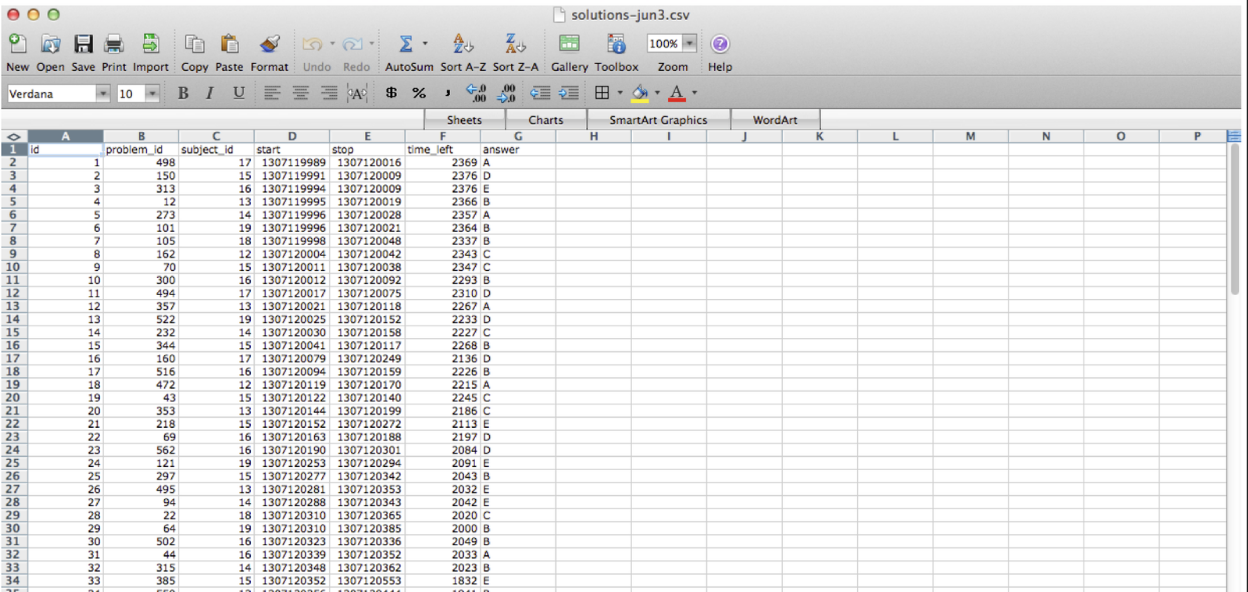 solutions-jun3.csv
New Open Save Print Import Copy Paste Format Undo Redo AutoSum Sort A-Z Sort Z-A Gallery Toolbox 100% Zoom Help
Verdana 10 B I U $ % , .0 .00 .00 .0 A
Sheets Charts SmartArt Graphics WordArt
A B C D E F G H I J K L M N O P
1 id problem_id subject_id start stop time_left answer
2 1 498 17 1307119989 1307120016 2369 A
3 2 150 15 1307119991 1307120009 2376 D
4 3 313 16 1307119994 1307120009 2376 E
5 4 12 13 1307119995 1307120019 2366 B
6 5 273 14 1307119996 1307120028 2357 A
7 6 101 19 1307119996 1307120021 2364 B
8 7 105 18 1307119998 1307120048 2337 B
9 8 162 12 1307120004 1307120042 2343 C
10 9 70 15 1307120011 1307120038 2347 C
11 10 300 16 1307120012 1307120092 2293 B
12 11 494 17 1307120017 1307120075 2310 D
13 12 357 13 1307120021 1307120118 2267 A
14 13 522 19 1307120025 1307120152 2233 D
15 14 232 14 1307120030 1307120158 2227 C
16 15 344 15 1307120041 1307120117 2268 B
17 16 160 17 1307120079 1307120249 2136 D
18 17 516 16 1307120094 1307120159 2226 B
19 18 472 12 1307120119 1307120170 2215 A
20 19 43 15 1307120122 1307120140 2245 C
21 20 353 13 1307120144 1307120199 2186 C
22 21 218 15 1307120152 1307120272 2113 E
23 22 69 16 1307120163 1307120188 2197 D
24 23 562 16 1307120190 1307120301 2084 D
25 24 121 19 1307120253 1307120294 2091 E
26 25 297 15 1307120277 1307120342 2043 B
27 26 495 13 1307120281 1307120353 2032 E
28 27 94 14 1307120288 1307120343 2042 E
29 28 22 18 1307120310 1307120365 2020 C
30 29 64 19 1307120310 1307120385 2000 B
31 30 502 16 1307120323 1307120336 2049 B
32 31 44 16 1307120339 1307120352 2033 A
33 32 315 14 1307120348 1307120362 2023 B
34 33 385 15 1307120352 1307120553 1832 E